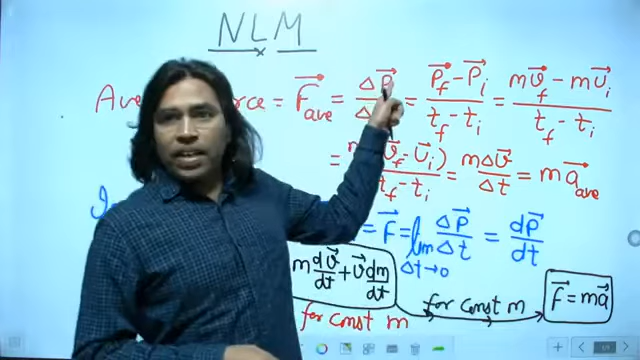 NLM
Ave = F⃗ave = ΔP⃗/Δ = P⃗f − P⃗i / tf − ti = mv⃗f − mv⃗i / tf − ti
= v⃗f − v⃗i) / tf − ti = mΔv⃗/Δt = ma⃗ave
= F⃗ = lim Δt→0 ΔP⃗/Δt = dP⃗/dt
m dv⃗/dt + v⃗ dm/dt for const m F⃗ = ma⃗
for const m